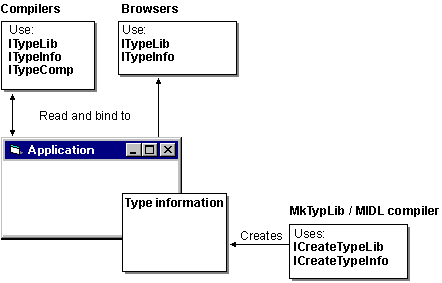 Compilers
Use:
ITypeLib
ITypeInfo
ITypeComp
Browsers
Use:
ITypeLib
ITypeInfo
Read and bind to
Application
Type information
Creates
MkTypLib / MIDL compiler
Uses:
ICreateTypeLib
ICreateTypeInfo